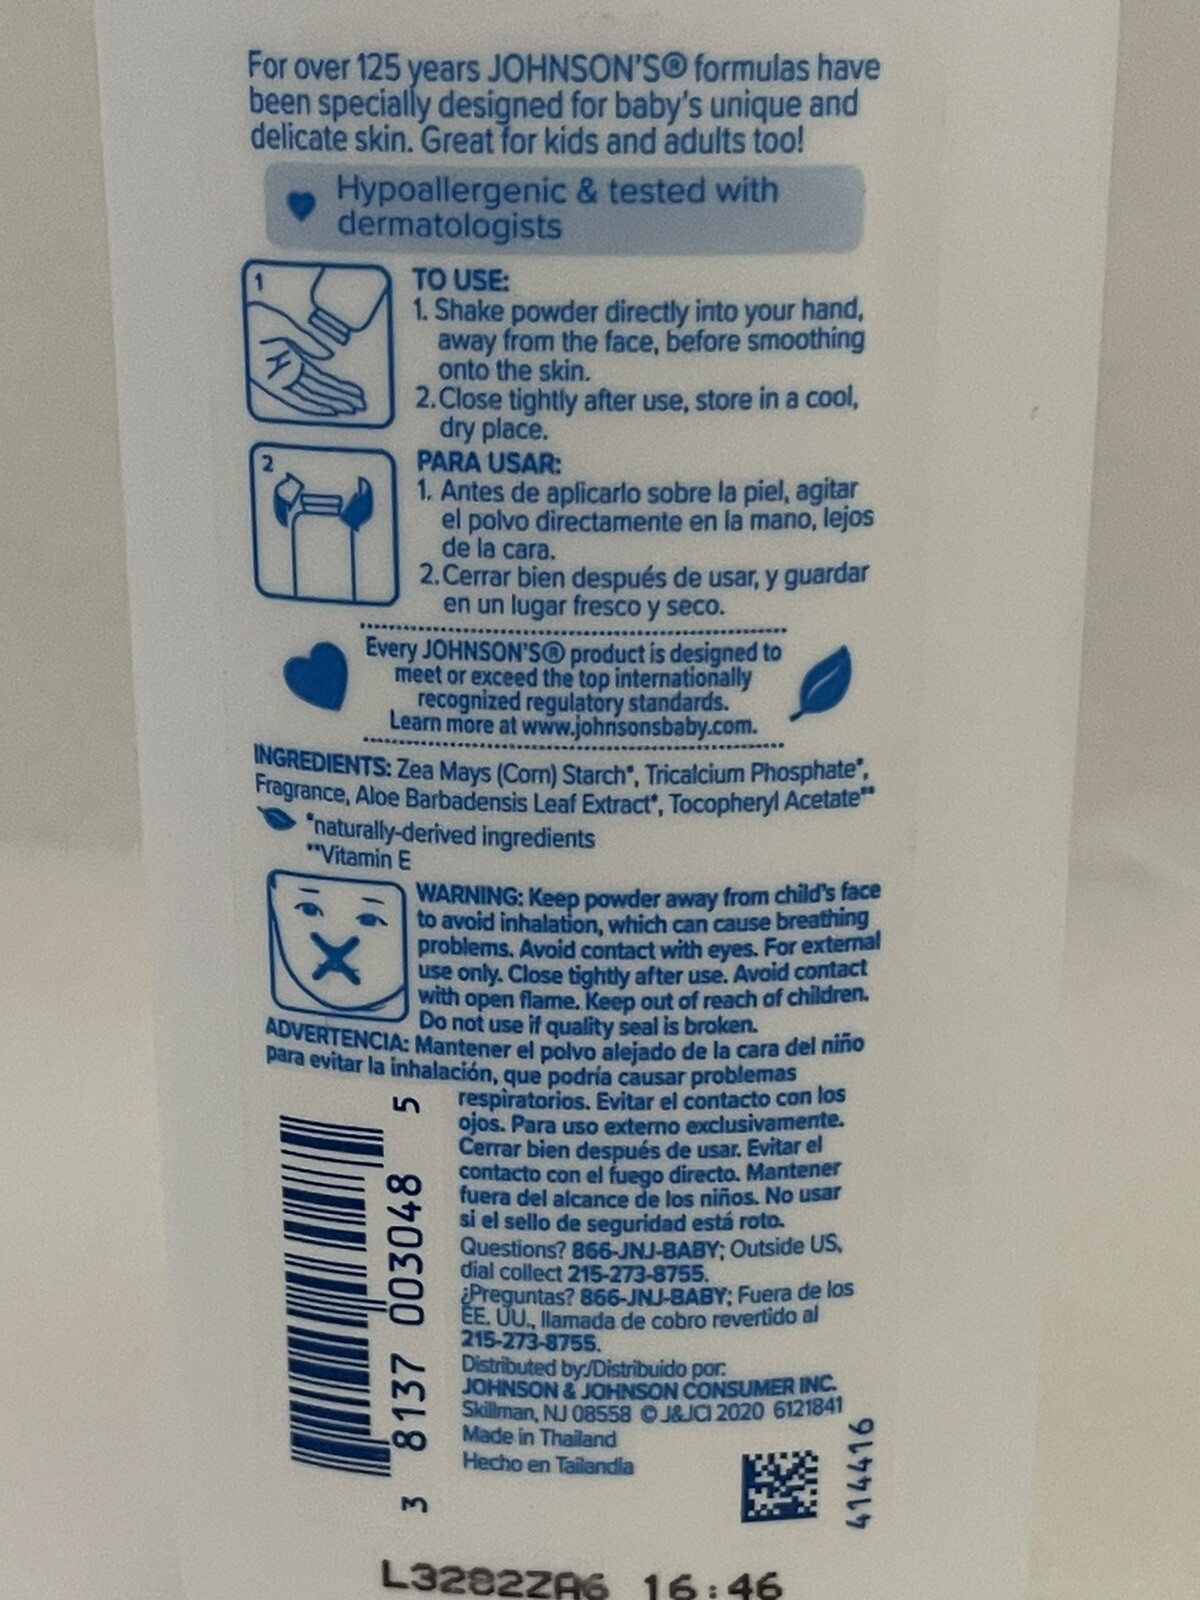 For over 125 years JOHNSON'S® formulas have
been specially designed for baby's unique and
delicate skin. Great for kids and adults too!
Hypoallergenic & tested with
dermatologists
1
TO USE:
1. Shake powder directly into your hand,
away from the face, before smoothing
onto the skin.
2. Close tightly after use, store in a cool,
dry place.
2
PARA USAR:
1. Antes de aplicarlo sobre la piel, agitar
el polvo directamente en la mano, lejos
de la cara.
2. Cerrar bien después de usar, y guardar
en un lugar fresco y seco.
Every JOHNSON'S® product is designed to
meet or exceed the top internationally
recognized regulatory standards.
Learn more at www.johnsonsbaby.com.
INGREDIENTS: Zea Mays (Corn) Starch*, Tricalcium Phosphate*,
Fragrance, Aloe Barbadensis Leaf Extract*, Tocopheryl Acetate**
*naturally-derived ingredients
**Vitamin E
WARNING: Keep powder away from child's face
to avoid inhalation, which can cause breathing
problems. Avoid contact with eyes. For external
use only. Close tightly after use. Avoid contact
with open flame. Keep out of reach of children.
Do not use if quality seal is broken.
ADVERTENCIA: Mantener el polvo alejado de la cara del niño
para evitar la inhalación, que podría causar problemas
respiratorios. Evitar el contacto con los
ojos. Para uso externo exclusivamente.
Cerrar bien después de usar. Evitar el
contacto con el fuego directo. Mantener
fuera del alcance de los niños. No usar
si el sello de seguridad está roto.
Questions? 866-JNJ-BABY; Outside US,
dial collect 215-273-8755.
¿Preguntas? 866-JNJ-BABY; Fuera de los
EE. UU., llamada de cobro revertido al
215-273-8755.
Distributed by:/Distribuido por:
JOHNSON & JOHNSON CONSUMER INC.
Skillman, NJ 08558 © J&JCI 2020 6121841
Made in Thailand
Hecho en Tailandia
3 8137 003048 5
414416
L3282ZA6 16:46